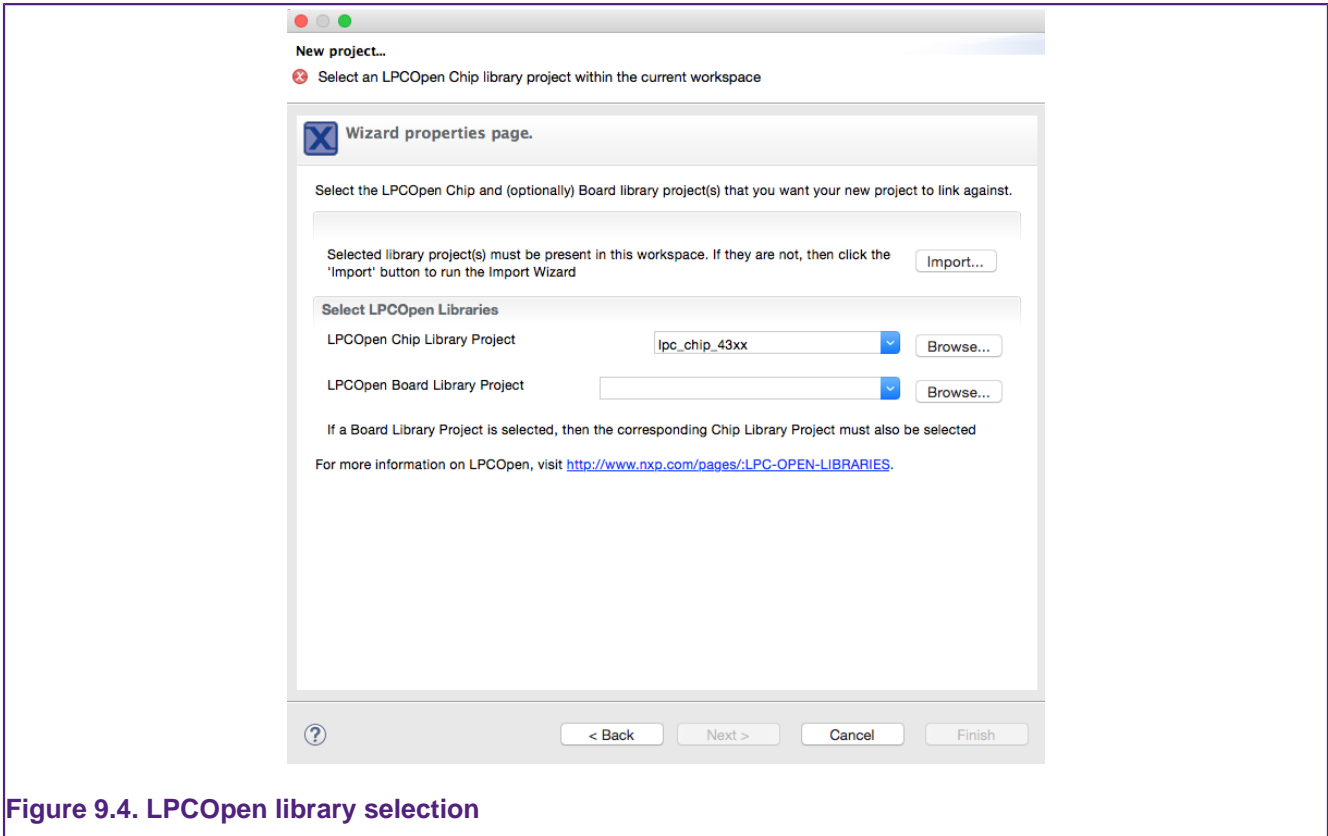 New project...
Select an LPCOpen Chip library project within the current workspace
Wizard properties page.
Select the LPCOpen Chip and (optionally) Board library project(s) that you want your new project to link against.
Selected library project(s) must be present in this workspace. If they are not, then click the
'Import' button to run the Import Wizard
Import...
Select LPCOpen Libraries
LPCOpen Chip Library Project
lpc_chip_43xx
Browse...
LPCOpen Board Library Project
Browse...
If a Board Library Project is selected, then the corresponding Chip Library Project must also be selected
For more information on LPCOpen, visit http://www.nxp.com/pages/:LPC-OPEN-LIBRARIES.
?
< Back
Next >
Cancel
Finish
Figure 9.4. LPCOpen library selection